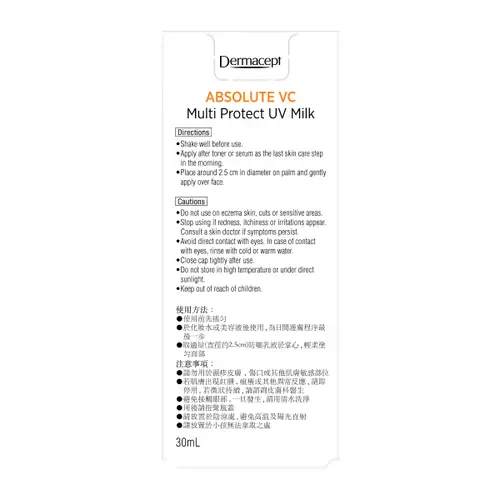 Dermacept
ABSOLUTE VC
Multi Protect UV Milk
Directions
●Shake well before use.
●Apply after toner or serum as the last skin care step
in the morning.
●Place around 2.5 cm in diameter on palm and gently
apply over face.
Cautions
●Do not use on eczema skin, cuts or sensitive areas.
●Stop using if redness, itchiness or irritations appear.
Consult a skin doctor if symptoms persist.
●Avoid direct contact with eyes. In case of contact
with eyes, rinse with cold or warm water.
●Close cap tightly after use.
●Do not store in high temperature or under direct
sunlight.
●Keep out of reach of children.
使用方法：
●使用前先搖勻
●於化妝水或美容液後使用，為日間護膚程序最
後一步
●取適量(直徑約2.5cm)防曬乳液於掌心，輕柔塗
勻面部
注意事項：
●請勿用於濕疹皮膚、傷口或其他肌膚敏感部位
●若肌膚出現紅腫、痕癢或其他異常反應，請即
停用，若徵狀持續，請諮詢皮膚科醫生
●避免接觸眼部，一旦發生，請用清水洗淨
●用後請拴緊瓶蓋
●請放置於陰涼處，避免高溫及陽光直射
●請放置於小孩無法拿取之處
30mL